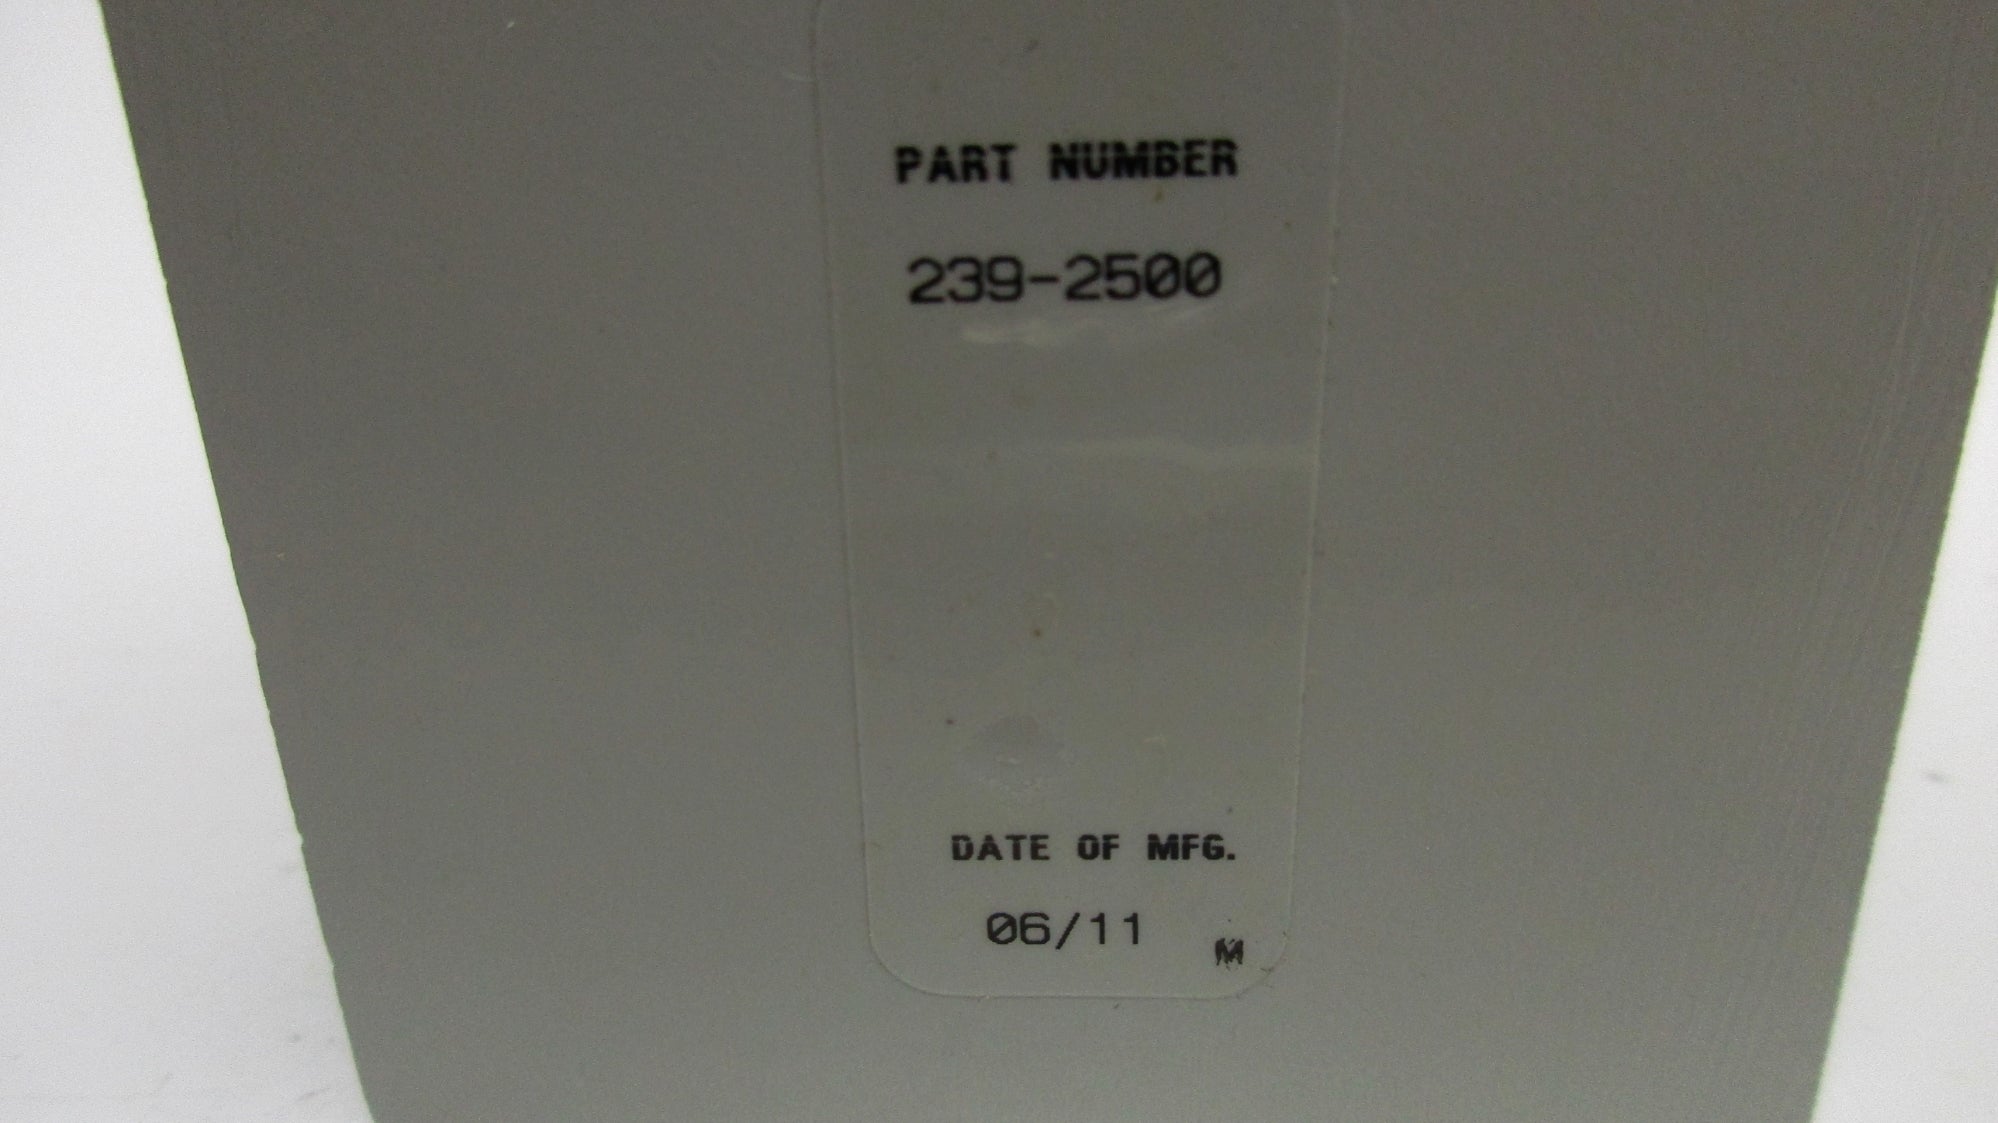 PART NUMBER
239-2500
DATE OF MFG.
06/11
M